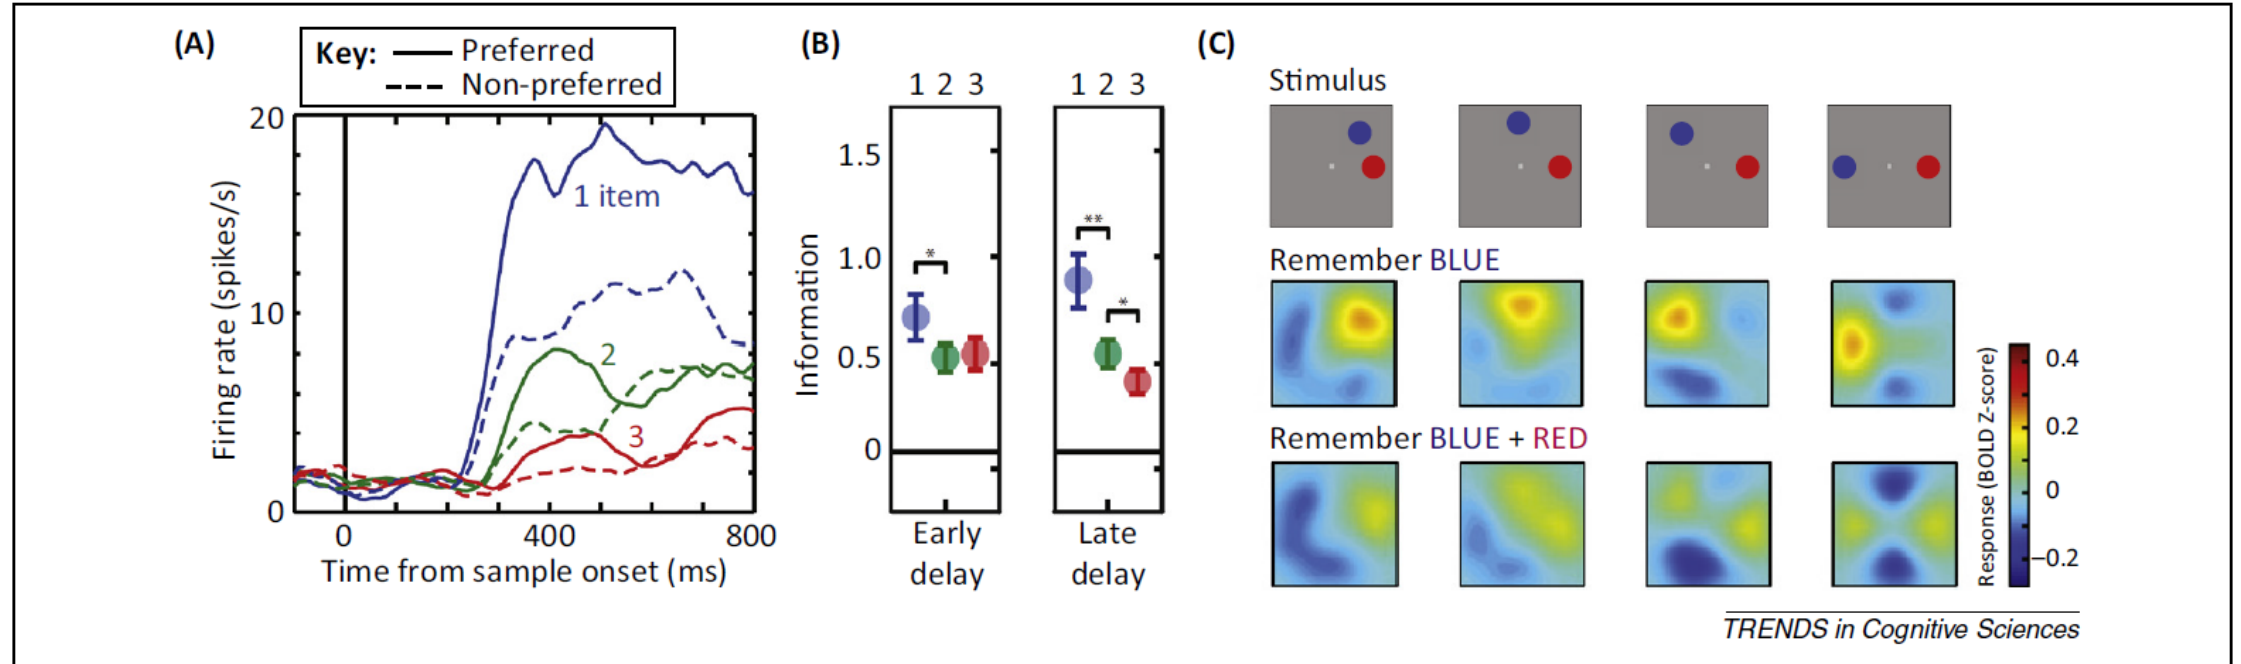 (A)
Key: Preferred
Non-preferred
20
10
0
Firing rate (spikes/s)
1 item
2
3
0 400 800
Time from sample onset (ms)
(B)
1 2 3 1 2 3
1.5
1.0
0.5
0
Information
*
**
*
Early delay
Late delay
(C)
Stimulus
Remember BLUE
Remember BLUE + RED
0.4
0.2
0
–0.2
Response (BOLD Z-score)
TRENDS in Cognitive Sciences